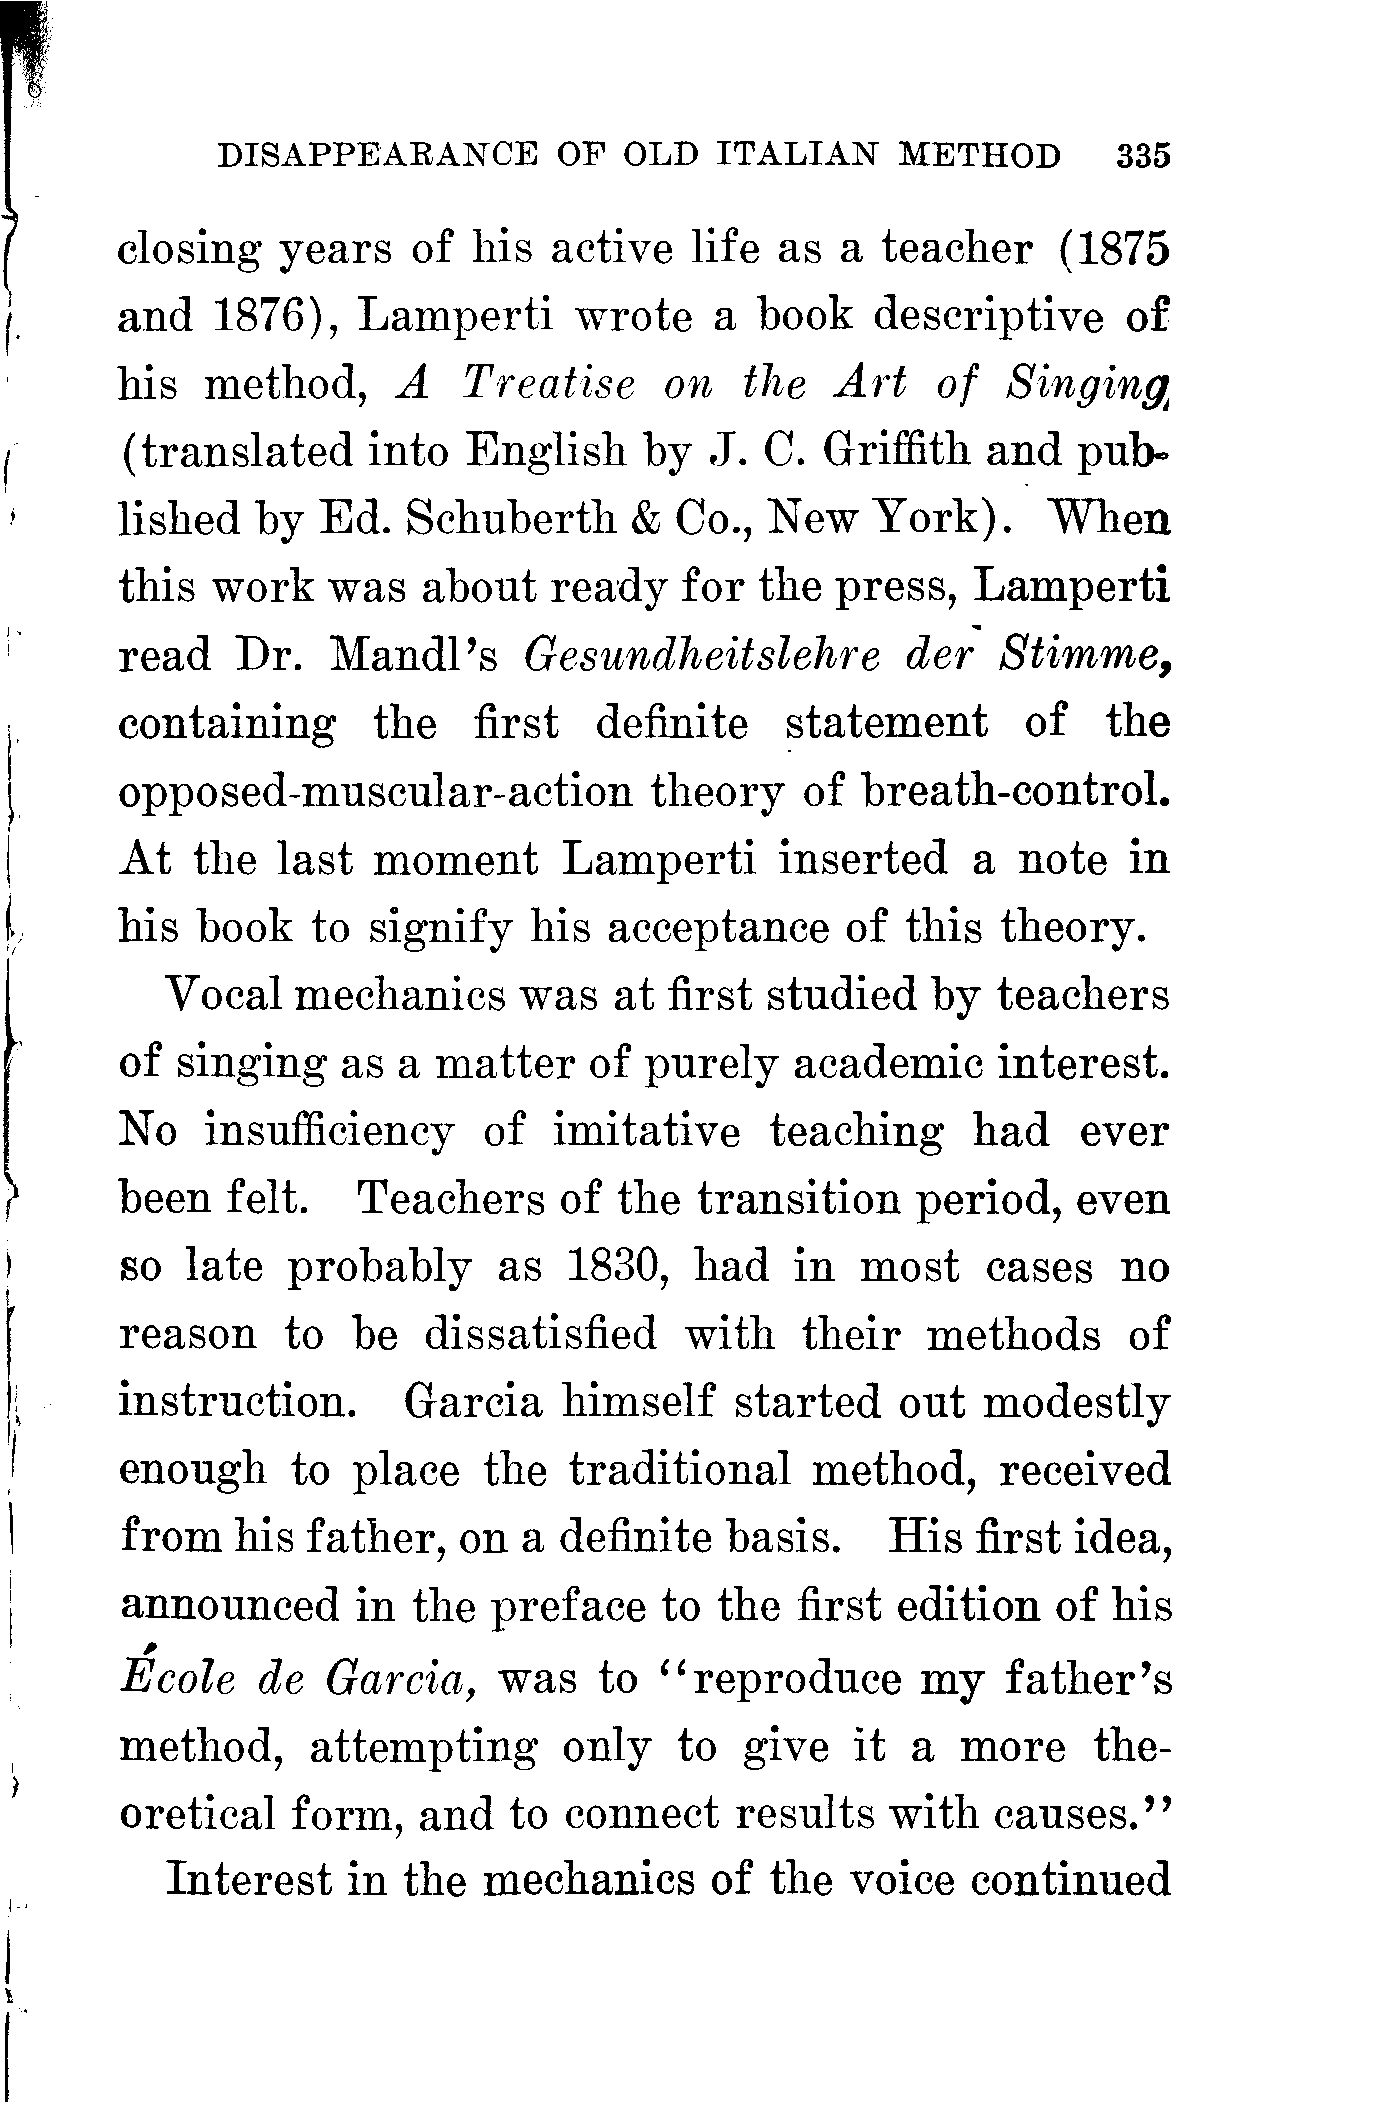 DISAPPEARANCE OF OLD ITALIAN METHOD 335
closing years of his active life as a teacher (1875
and 1876), Lamperti wrote a book descriptive of
his method, A Treatise on the Art of Singing
(translated into English by J. C. Griffith and pub-
lished by Ed. Schuberth & Co., New York). When
this work was about ready for the press, Lamperti
read Dr. Mandl's Gesundheitslehre der Stimme,
containing the first definite statement of the
opposed-muscular-action theory of breath-control.
At the last moment Lamperti inserted a note in
his book to signify his acceptance of this theory.
Vocal mechanics was at first studied by teachers
of singing as a matter of purely academic interest.
No insufficiency of imitative teaching had ever
been felt. Teachers of the transition period, even
so late probably as 1830, had in most cases no
reason to be dissatisfied with their methods of
instruction. Garcia himself started out modestly
enough to place the traditional method, received
from his father, on a definite basis. His first idea,
announced in the preface to the first edition of his
École de Garcia, was to "reproduce my father's
method, attempting only to give it a more the-
oretical form, and to connect results with causes."
Interest in the mechanics of the voice continued